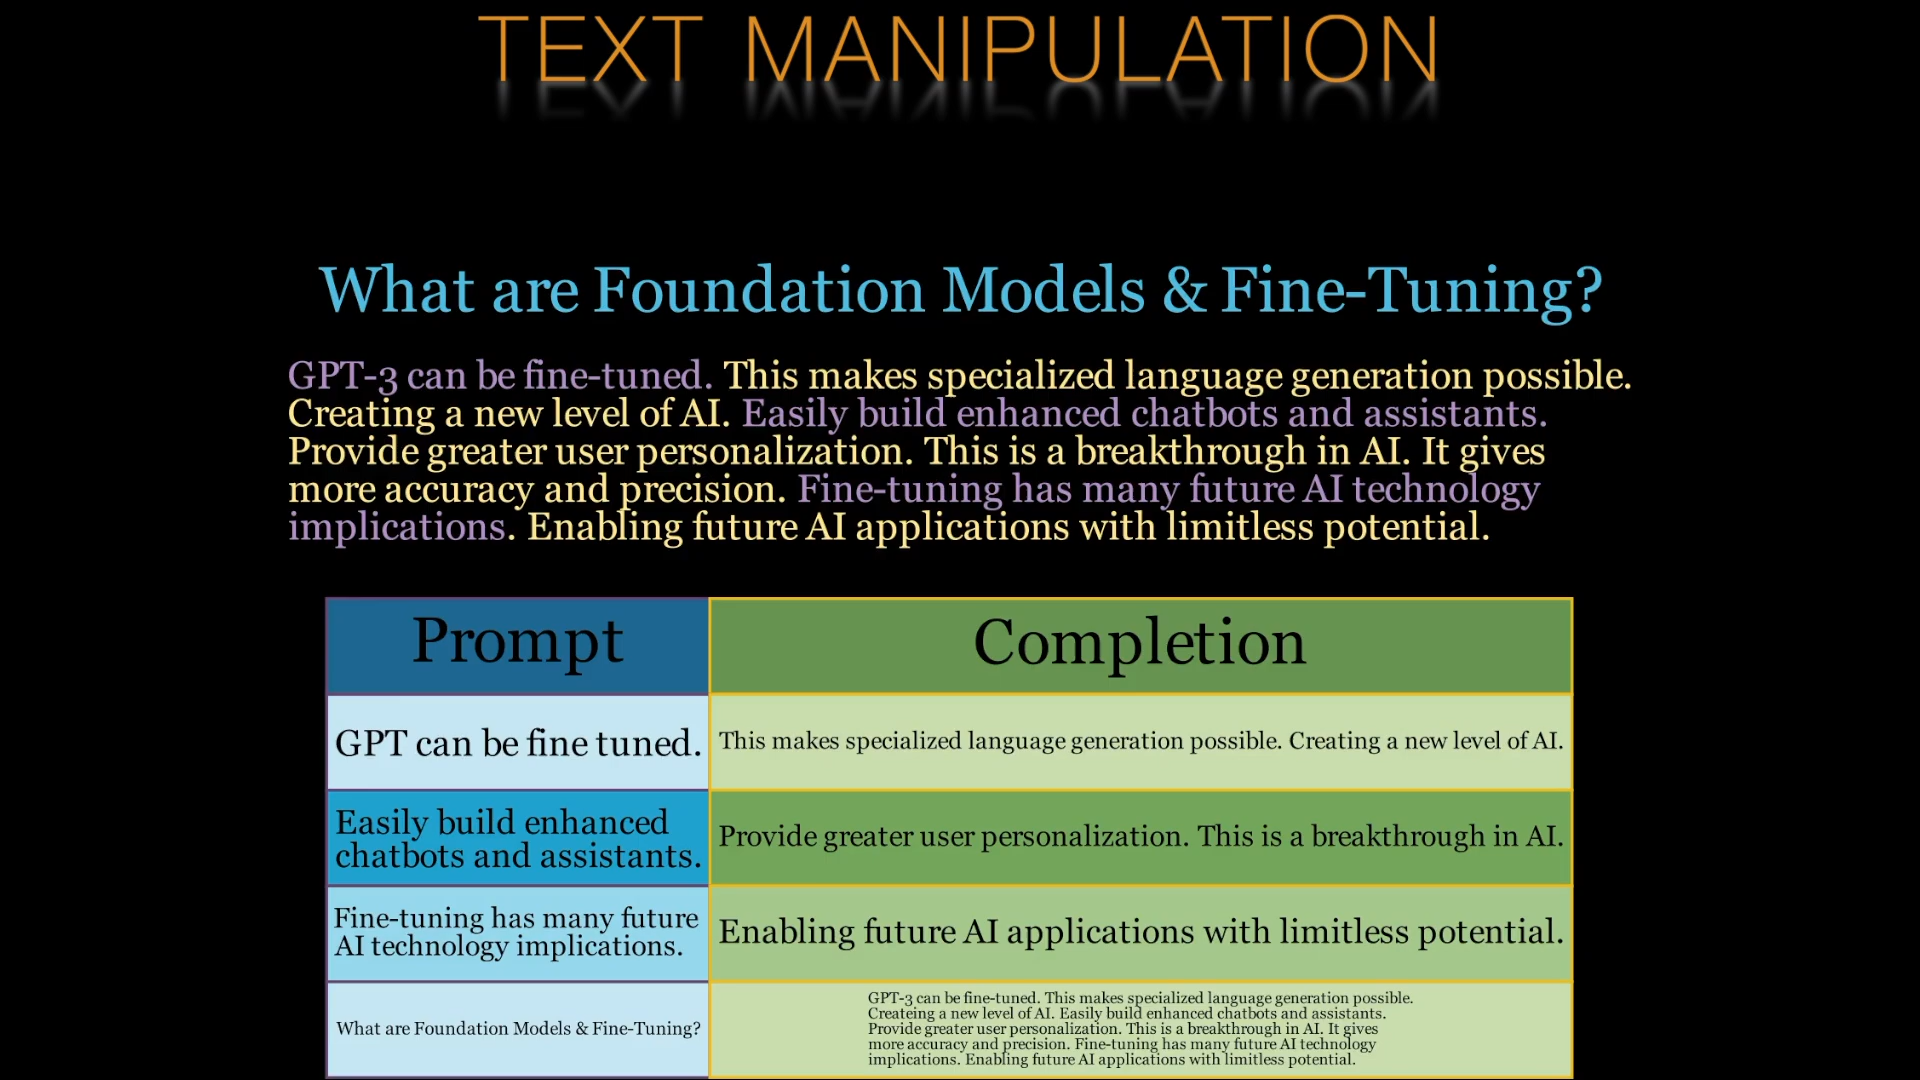 TEXT MANIPULATION
What are Foundation Models & Fine-Tuning?
GPT-3 can be fine-tuned. This makes specialized language generation possible.
Creating a new level of AI. Easily build enhanced chatbots and assistants.
Provide greater user personalization. This is a breakthrough in AI. It gives
more accuracy and precision. Fine-tuning has many future AI technology
implications. Enabling future AI applications with limitless potential.
Prompt
Completion
GPT can be fine tuned.
This makes specialized language generation possible. Creating a new level of AI.
Easily build enhanced
chatbots and assistants.
Provide greater user personalization. This is a breakthrough in AI.
Fine-tuning has many future
AI technology implications.
Enabling future AI applications with limitless potential.
What are Foundation Models & Fine-Tuning?
GPT-3 can be fine-tuned. This makes specialized language generation possible.
Createing a new level of AI. Easily build enhanced chatbots and assistants.
Provide greater user personalization. This is a breakthrough in AI. It gives
more accuracy and precision. Fine-tuning has many future AI technology
implications. Enabling future AI applications with limitless potential.